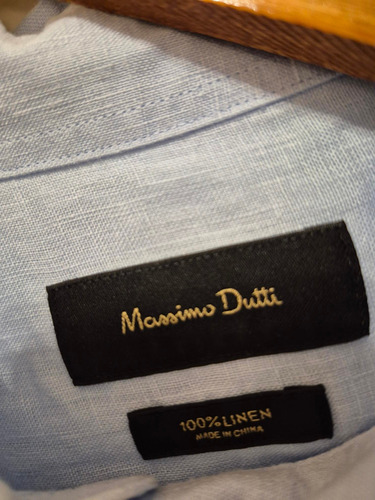 Massimo Dutti
100% LINEN
MADE IN CHINA